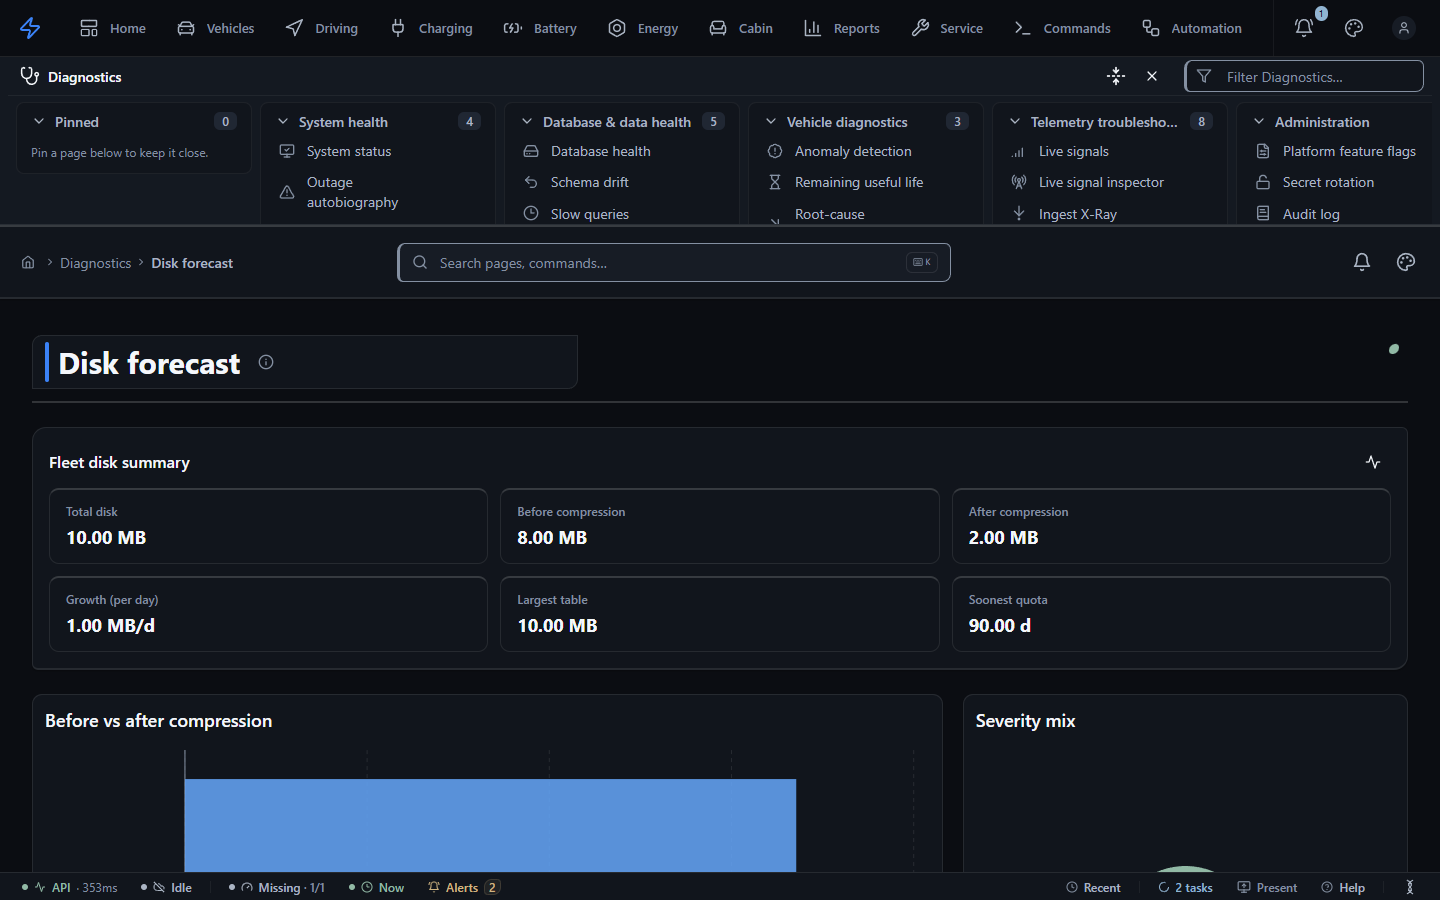 Home
Vehicles
Driving
Charging
Battery
Energy
Cabin
Reports
Service
Commands
Automation
1
Diagnostics
Filter Diagnostics...
Pinned 0
Pin a page below to keep it close.
System health 4
System status
Outage
autobiography
Database & data health 5
Database health
Schema drift
Slow queries
Vehicle diagnostics 3
Anomaly detection
Remaining useful life
Root-cause
Telemetry troublesho... 8
Live signals
Live signal inspector
Ingest X-Ray
Administration
Platform feature flags
Secret rotation
Audit log
Diagnostics
Disk forecast
Search pages, commands...
K
Disk forecast
Fleet disk summary
Total disk
10.00 MB
Before compression
8.00 MB
After compression
2.00 MB
Growth (per day)
1.00 MB/d
Largest table
10.00 MB
Soonest quota
90.00 d
Before vs after compression
Severity mix
API · 353ms
Idle
Missing · 1/1
Now
Alerts 2
Recent
2 tasks
Present
Help